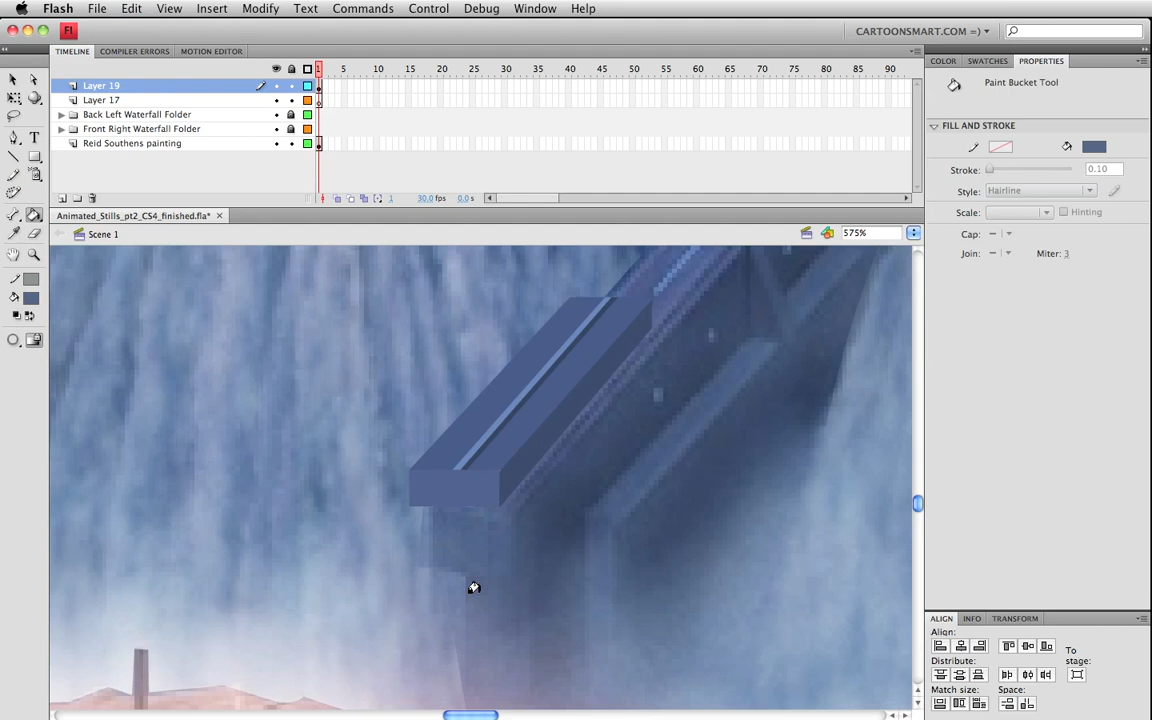 Flash File Edit View Insert Modify Text Commands Control Debug Window Help
Fl CARTOONSMART.COM =)
TIMELINE COMPILER ERRORS MOTION EDITOR
1 5 10 15 20 25 30 35 40 45 50 55 60 65 70 75 80 85 90
Layer 19
Layer 17
Back Left Waterfall Folder
Front Right Waterfall Folder
Reid Southens painting
1 30.0 fps 0.0 s
Animated_Stills_pt2_CS4_finished.fla*
Scene 1
575%
T
COLOR SWATCHES PROPERTIES
Paint Bucket Tool
FILL AND STROKE
Stroke: 0.10
Style: Hairline
Scale: Hinting
Cap:
Join: Miter: 3
ALIGN INFO TRANSFORM
Align:
To stage:
Distribute:
Match size: Space: